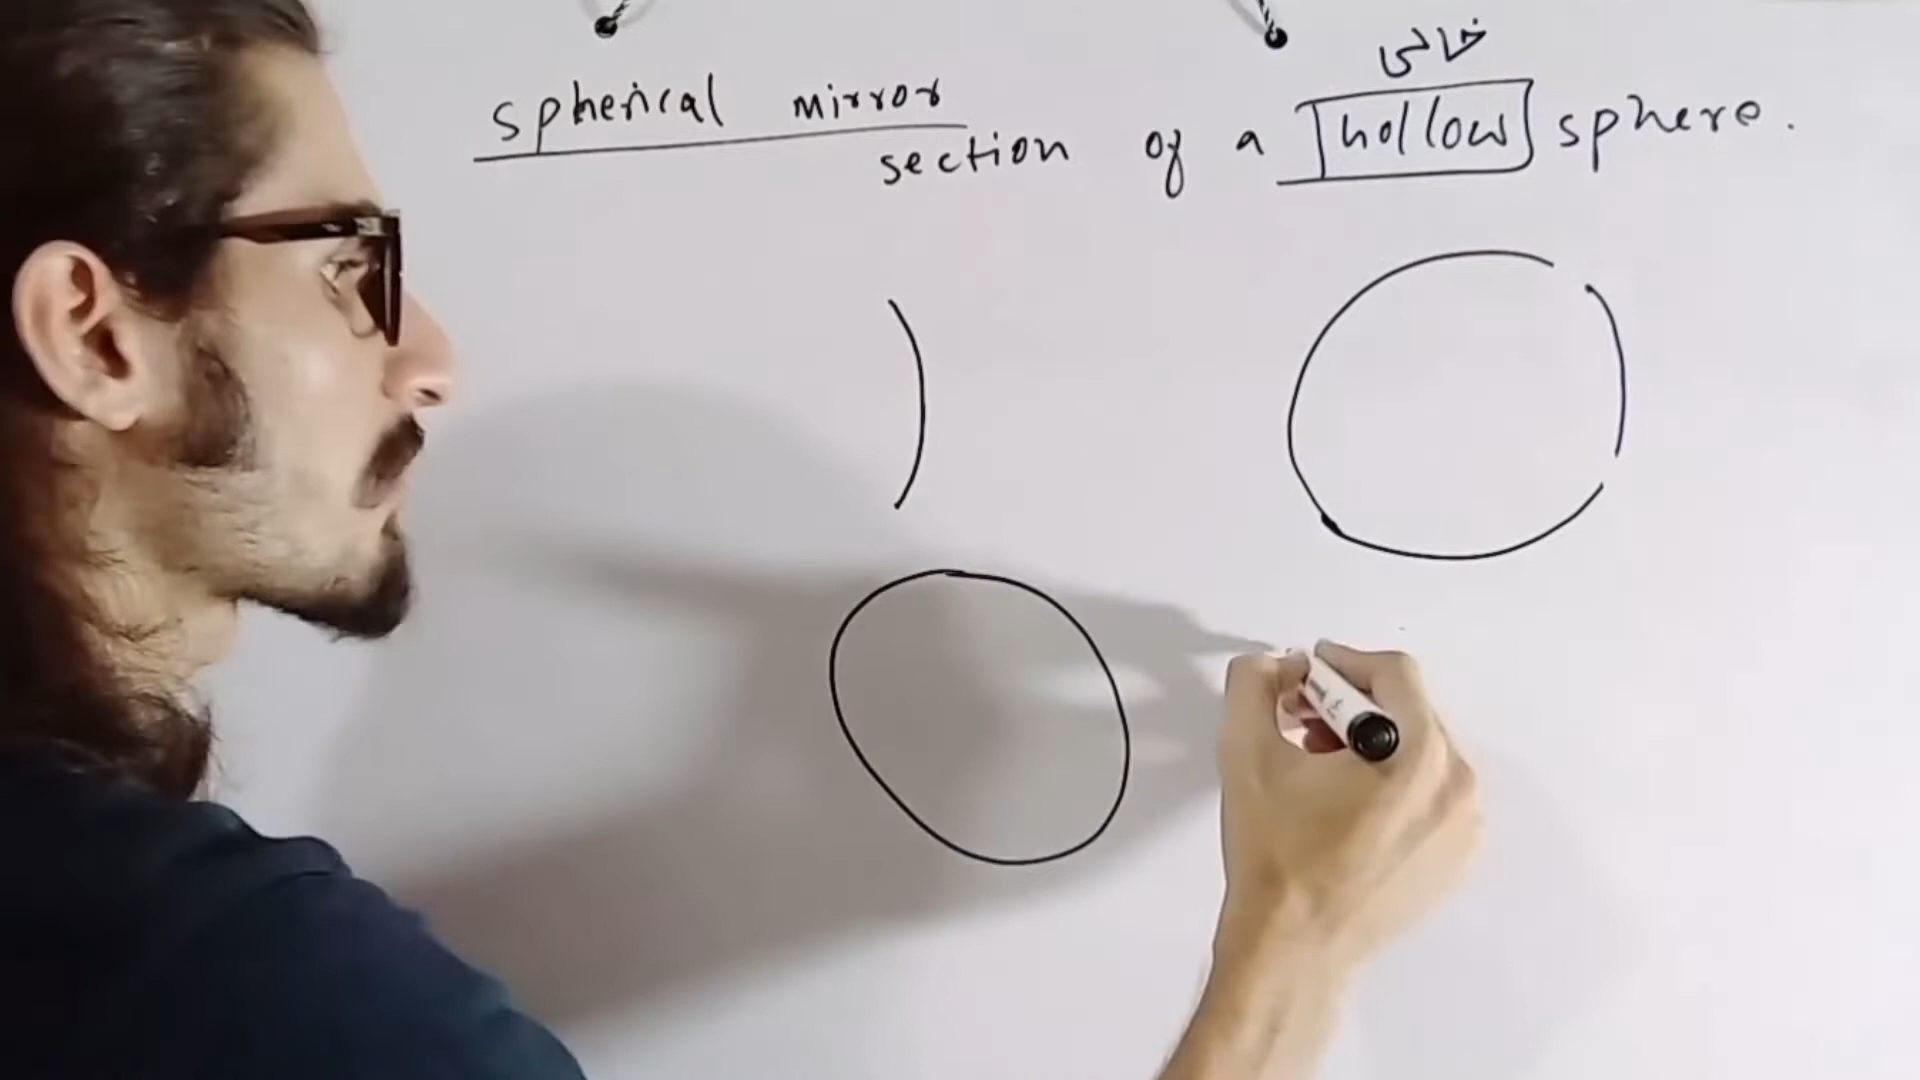 خالی
spherical mirror
section of a hollow sphere.